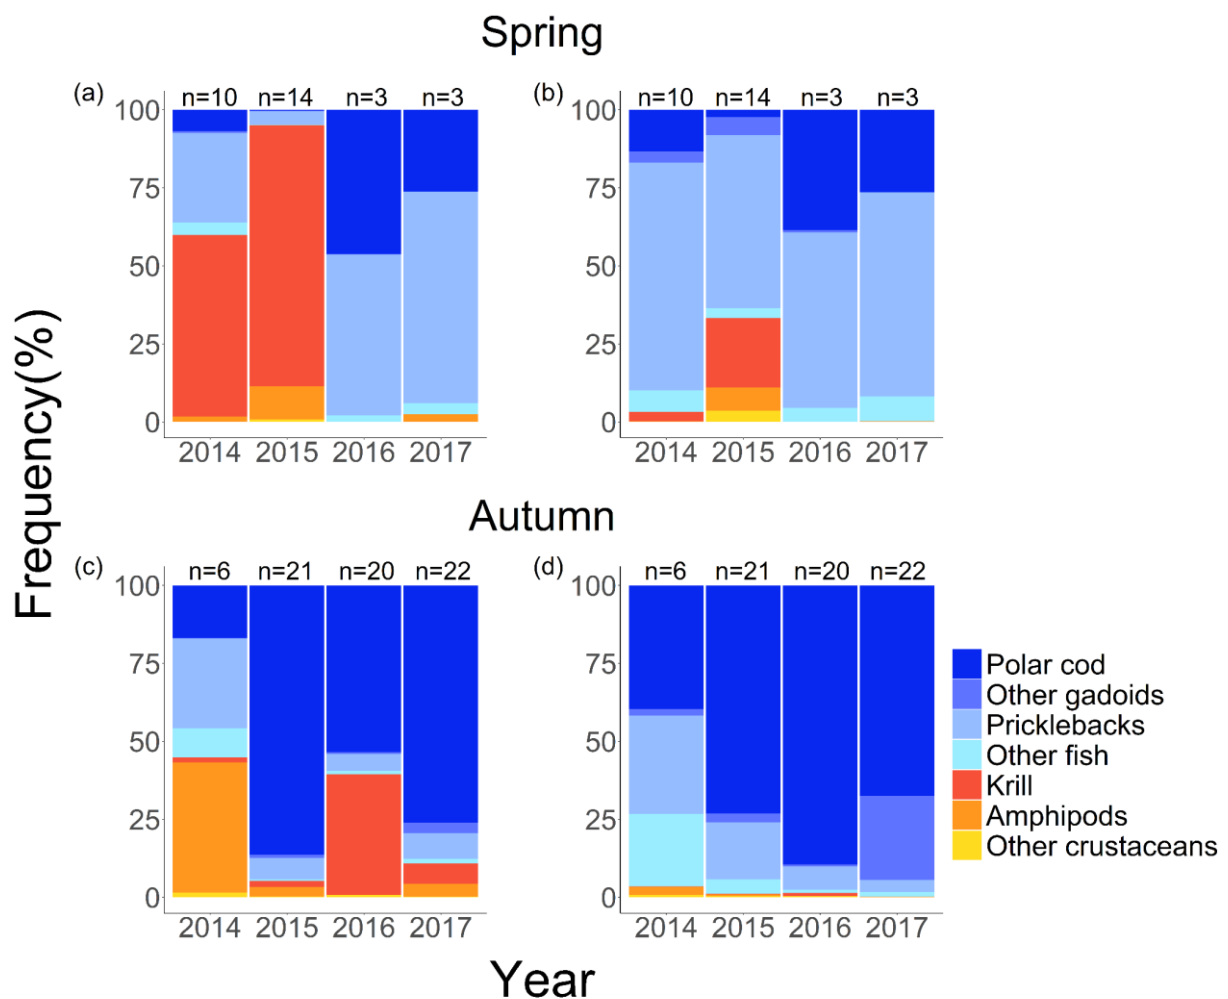 Spring
(a) n=10 n=14 n=3 n=3
100
75
50
25
0
2014 2015 2016 2017
(b) n=10 n=14 n=3 n=3
100
75
50
25
0
2014 2015 2016 2017
Frequency(%)
Autumn
(c) n=6 n=21 n=20 n=22
100
75
50
25
0
2014 2015 2016 2017
(d) n=6 n=21 n=20 n=22
100
75
50
25
0
2014 2015 2016 2017
Polar cod
Other gadoids
Pricklebacks
Other fish
Krill
Amphipods
Other crustaceans
Year